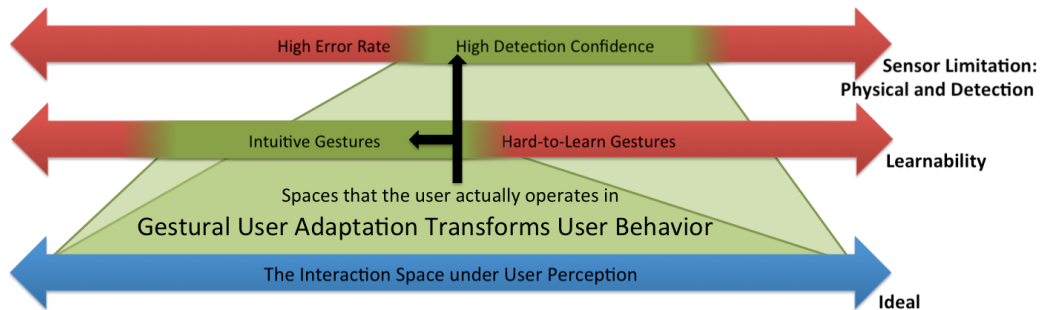 High Error Rate
High Detection Confidence
Sensor Limitation:
Physical and Detection
Intuitive Gestures
Hard-to-Learn Gestures
Learnability
Spaces that the user actually operates in
Gestural User Adaptation Transforms User Behavior
The Interaction Space under User Perception
Ideal